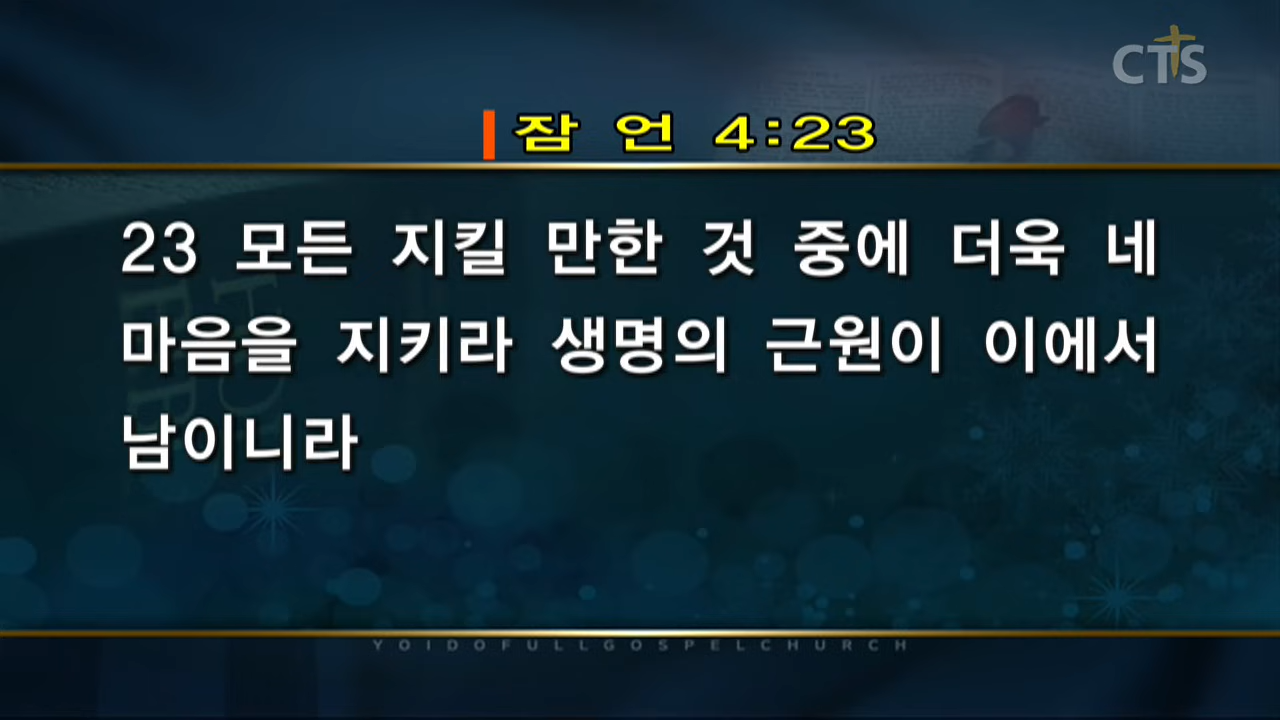 CTS
잠 언 4:23
23 모든 지킬 만한 것 중에 더욱 네
마음을 지키라 생명의 근원이 이에서
남이니라
YOIDOFULLGOSPELCHURCH